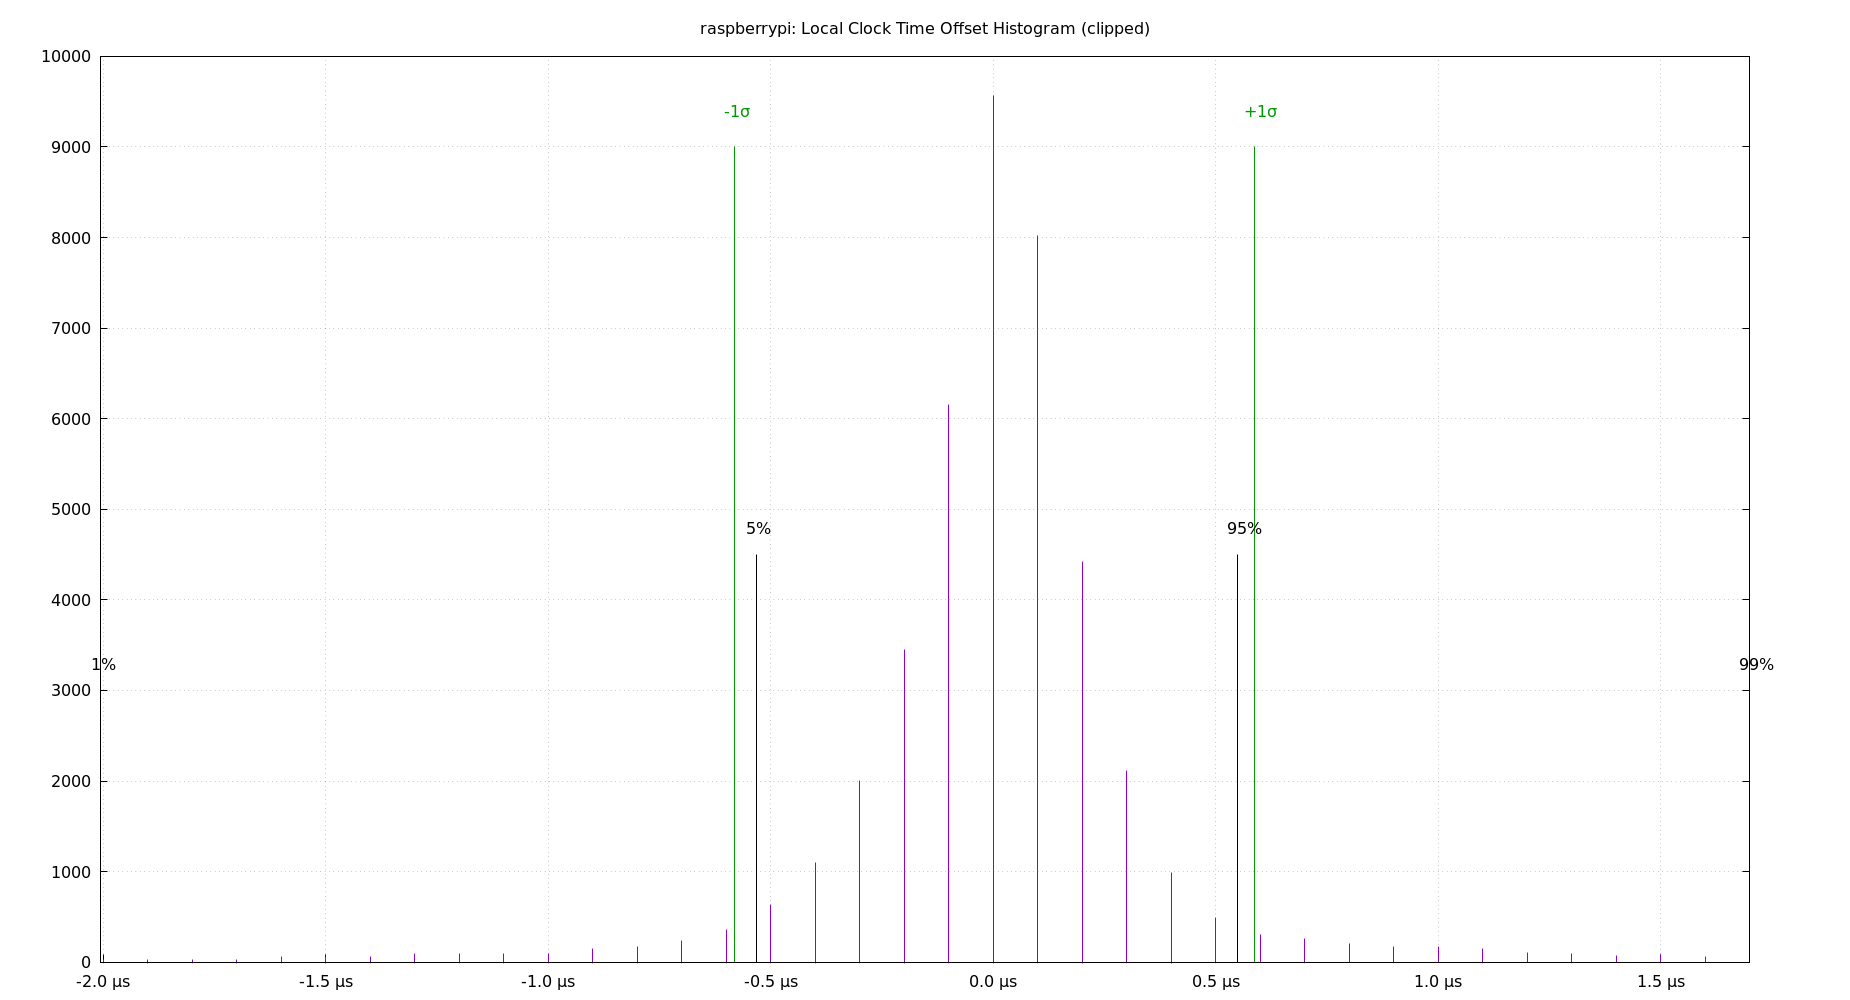 raspberrypi: Local Clock Time Offset Histogram (clipped)
10000
-1σ
+1σ
9000
8000
7000
6000
5000
5%
95%
4000
1%
99%
3000
2000
1000
0
-2.0 µs
-1.5 µs
-1.0 µs
-0.5 µs
0.0 µs
0.5 µs
1.0 µs
1.5 µs